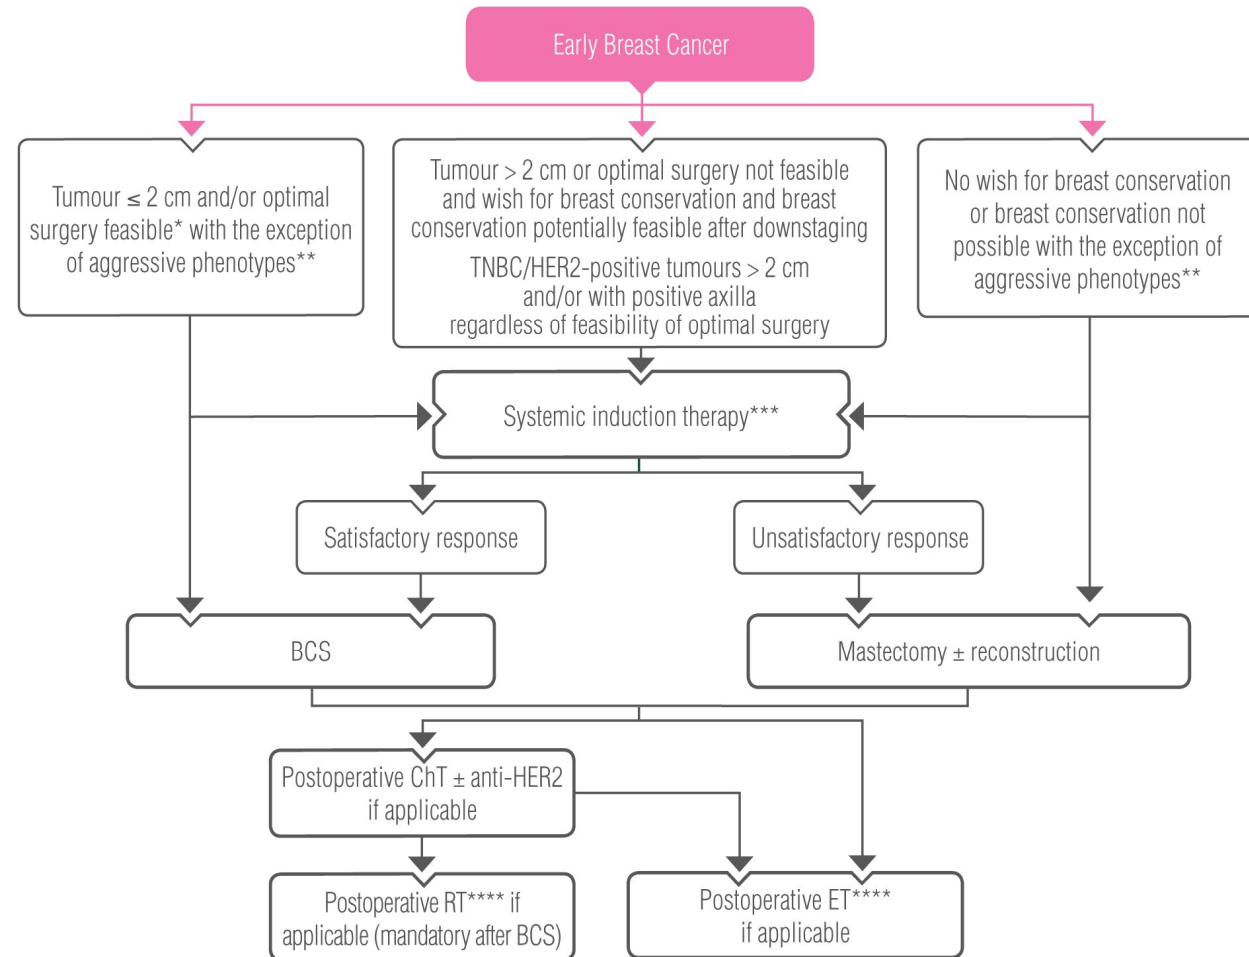 Early Breast Cancer
Tumour ≤ 2 cm and/or optimal
surgery feasible* with the exception
of aggressive phenotypes**
Tumour > 2 cm or optimal surgery not feasible
and wish for breast conservation and breast
conservation potentially feasible after downstaging
TNBC/HER2-positive tumours > 2 cm
and/or with positive axilla
regardless of feasibility of optimal surgery
No wish for breast conservation
or breast conservation not
possible with the exception of
aggressive phenotypes**
Systemic induction therapy***
Satisfactory response
Unsatisfactory response
BCS
Mastectomy ± reconstruction
Postoperative ChT ± anti-HER2
if applicable
Postoperative RT**** if
applicable (mandatory after BCS)
Postoperative ET****
if applicable